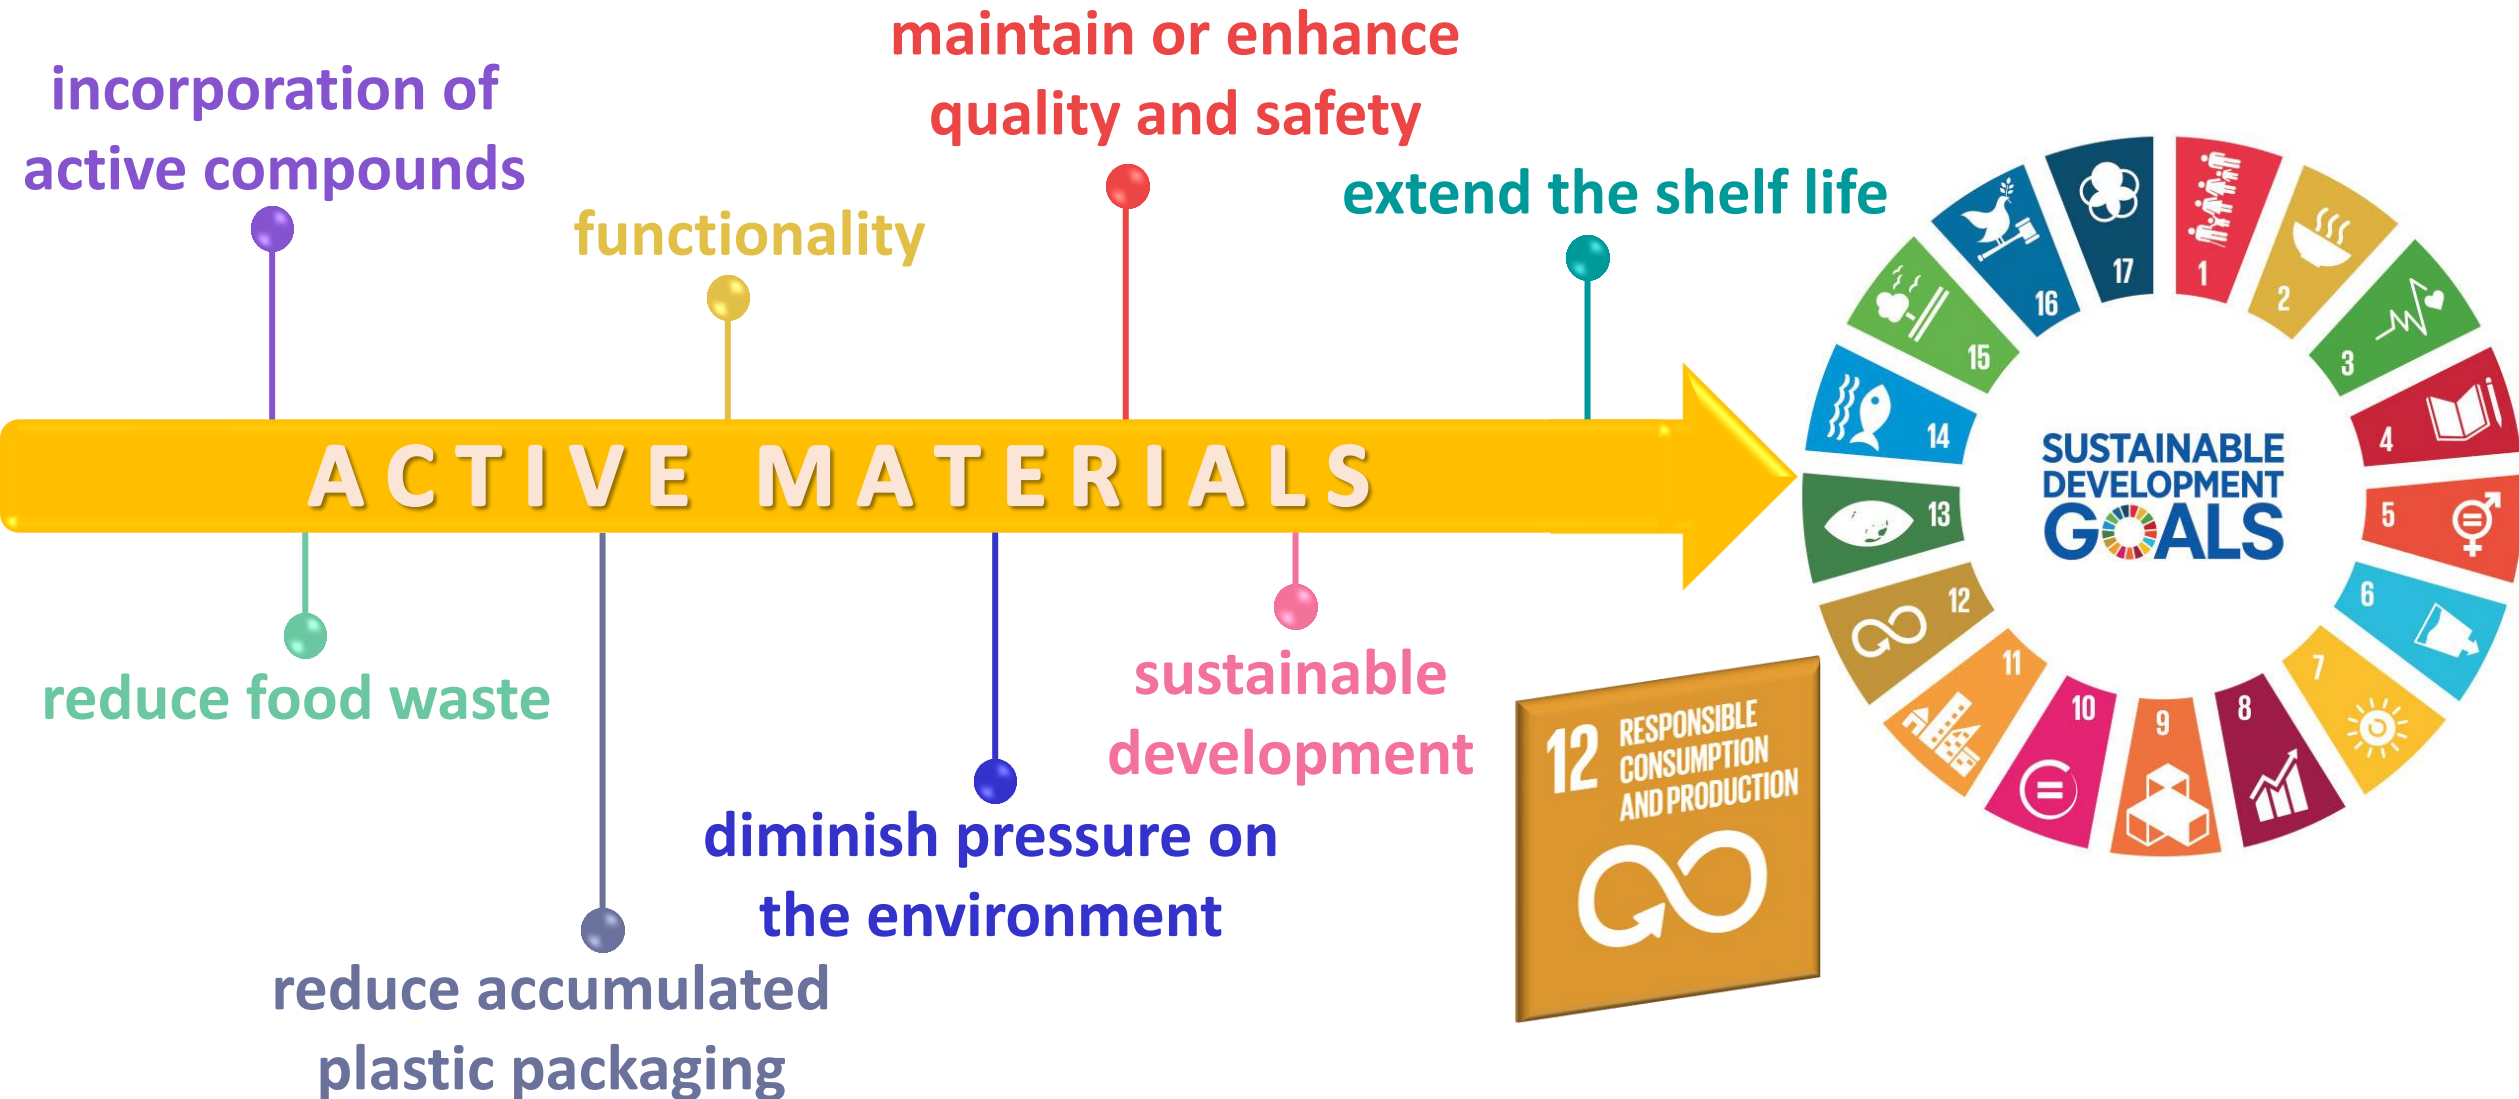 maintain or enhance
quality and safety
incorporation of
active compounds
functionality
extend the shelf life
ACTIVE MATERIALS
reduce food waste
reduce accumulated
plastic packaging
diminish pressure on
the environment
sustainable
development
12 RESPONSIBLE
CONSUMPTION
AND PRODUCTION
SUSTAINABLE
DEVELOPMENT
GOALS
1
2
3
4
5
6
7
8
9
10
11
12
13
14
15
16
17